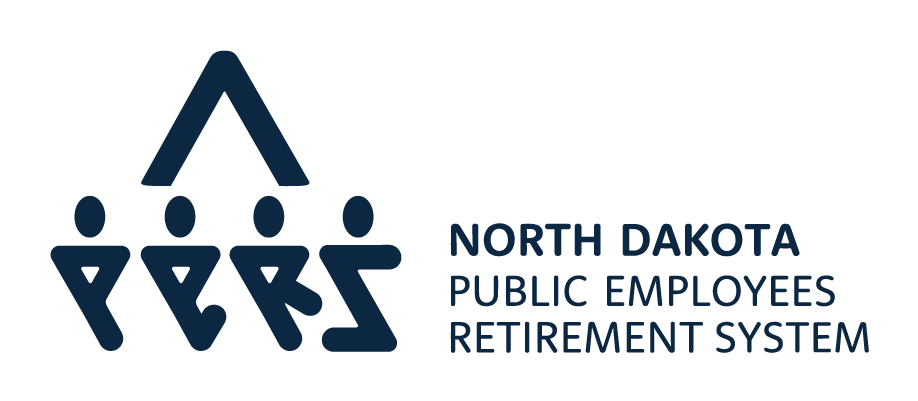 PERS
NORTH DAKOTA
PUBLIC EMPLOYEES
RETIREMENT SYSTEM